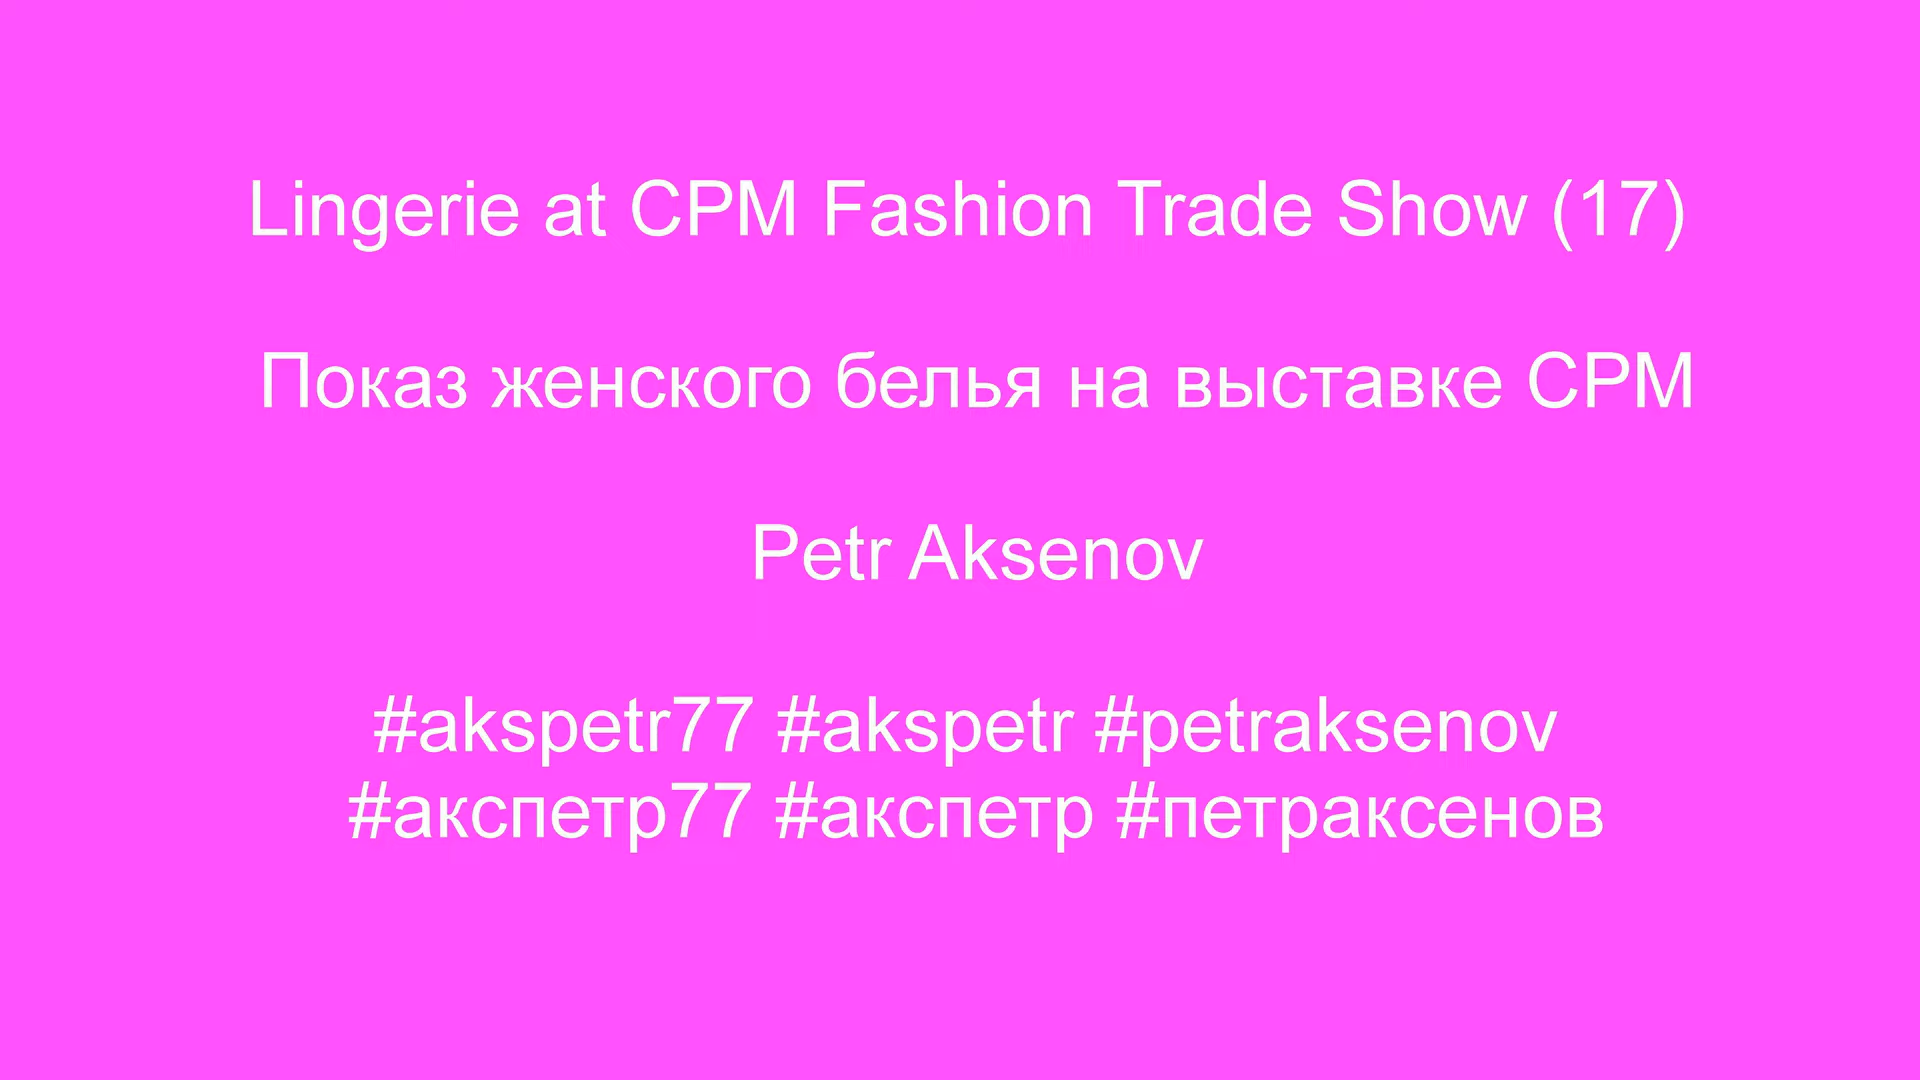 Lingerie at CPM Fashion Trade Show (17)
Показ женского белья на выставке CPM
Petr Aksenov
#akspetr77 #akspetr #petraksenov
#акспетр77 #акспетр #петраксенов